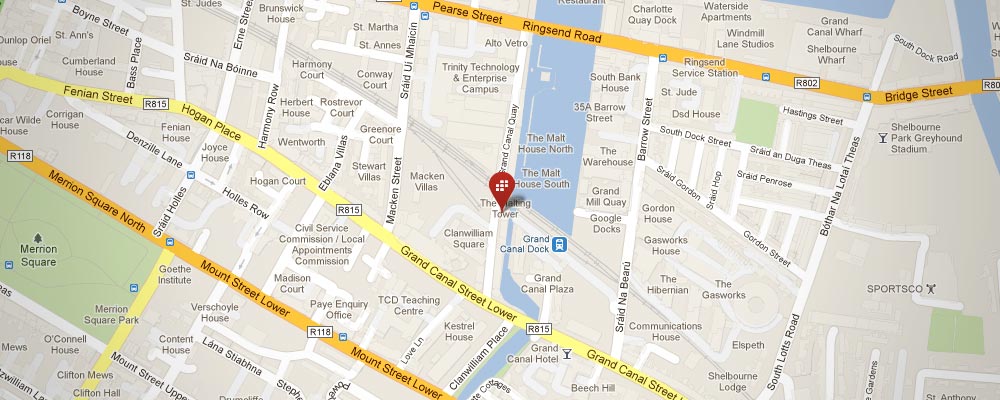 St. Judes
Brunswick
House
St. Ann's
Boyne Street
Dunlop Oriel
Cumberland
House
Bass Place
Erne Street
Sráid Na Bóinne
Harmony
Court
Conway
Court
St. Martha
St. Annes
Sráid Uí Mhaicín
Pearse Street
Ringsend Road
Restaurant
Alto Vetro
Trinity Technology
& Enterprise
Campus
Charlotte
Quay Dock
Waterside
Apartments
Windmill
Lane Studios
Grand
Canal Wharf
Shelbourne
Wharf
South Dock Road
Ringsend
Service Station
R802
Bridge Street
R80
South Bank
House
St. Jude
Dsd House
Hastings Street
35A Barrow
Street
Barrow Street
South Dock Street
Sráid an Duga Theas
Shelbourne
Park Greyhound
Stadium
Fenian Street
R815
Hogan Place
Corrigan
House
Oscar Wilde
House
R118
Fenian
House
Joyce
House
Denzille Lane
Holles Row
Harmony Row
Herbert
House
Rostrevor
Court
Greenore
Court
Wentworth
Stewart
Villas
Eblana Villas
Hogan Court
Macken Street
Macken
Villas
Grand Canal Quay
The Malt
House North
The Malt
House South
The Malting
Tower
The
Warehouse
Grand
Mill Quay
Google
Docks
Sráid Gordon
Sráid Hop
Sráid Penrose
Bóthar Na Lotaí Theas
Gordon
House
Gordon Street
Gasworks
House
The
Hibernian
The Gasworks
SPORTSCO
Merrion Square North
Sráid Holles
R815
Civil Service
Commission / Local
Appointments
Commission
Clanwilliam
Square
Grand
Canal Dock
Grand
Canal Plaza
Sráid Na Bearú
Merrion
Square
Goethe
Institute
Mount Street Lower
Madison
Court
Grand Canal Street Lower
Merrion
Square Park
Verschoyle
House
Paye Enquiry
Office
TCD Teaching
Centre
R118
R815
Communications
House
O'Connell
House
Content
House
Lána Stiabhna
Mount Street Lower
Love Ln
Kestrel
House
Clanwilliam Place
Grand
Canal Hotel
Grand Canal Street
Elspeth
South Lotts Road
Mews
Clifton Mews
Clifton Hall
Mount Street Upper
Beech Hill
Shelbourne
Lodge
Gardens